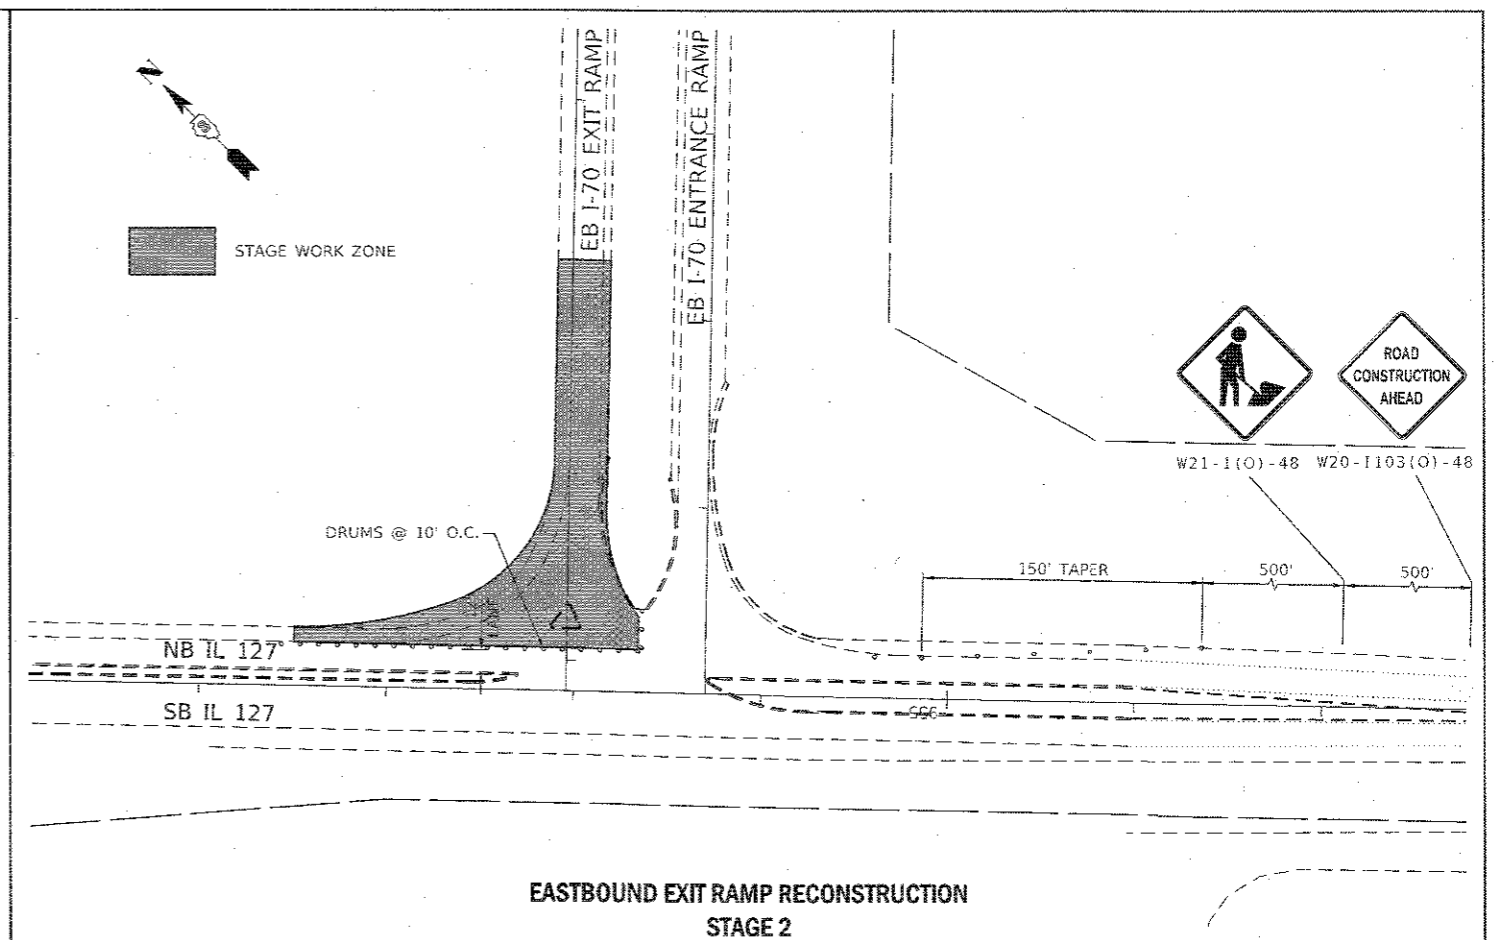 N
EB I-70 EXIT RAMP
EB I-70 ENTRANCE RAMP
STAGE WORK ZONE
ROAD
CONSTRUCTION
AHEAD
W21-1(O)-48
W20-I103(O)-48
DRUMS @ 10' O.C.
150' TAPER
500'
500'
NB IL 127
SB IL 127
955
EASTBOUND EXIT RAMP RECONSTRUCTION
STAGE 2